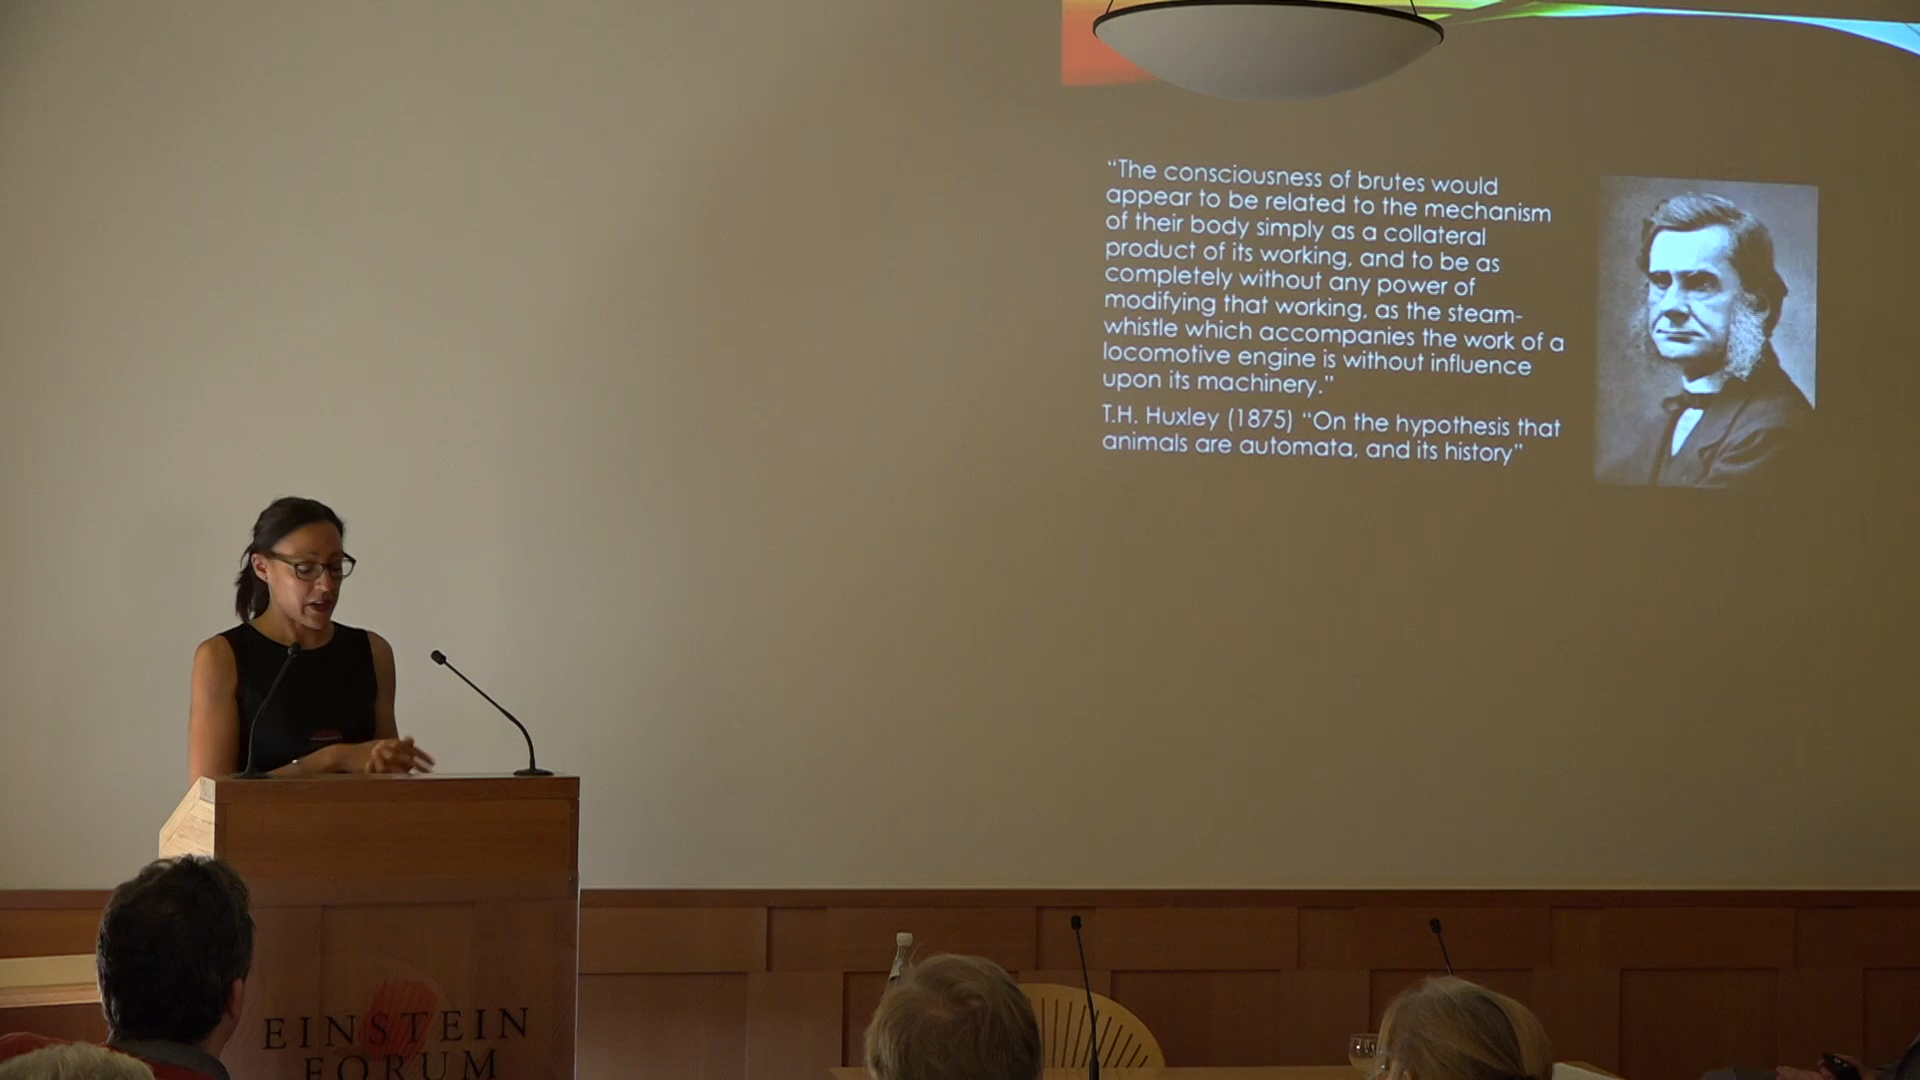 “The consciousness of brutes would
appear to be related to the mechanism
of their body simply as a collateral
product of its working, and to be as
completely without any power of
modifying that working, as the steam-
whistle which accompanies the work of a
locomotive engine is without influence
upon its machinery.”
T.H. Huxley (1875) “On the hypothesis that
animals are automata, and its history”
EINSTEIN
FORUM